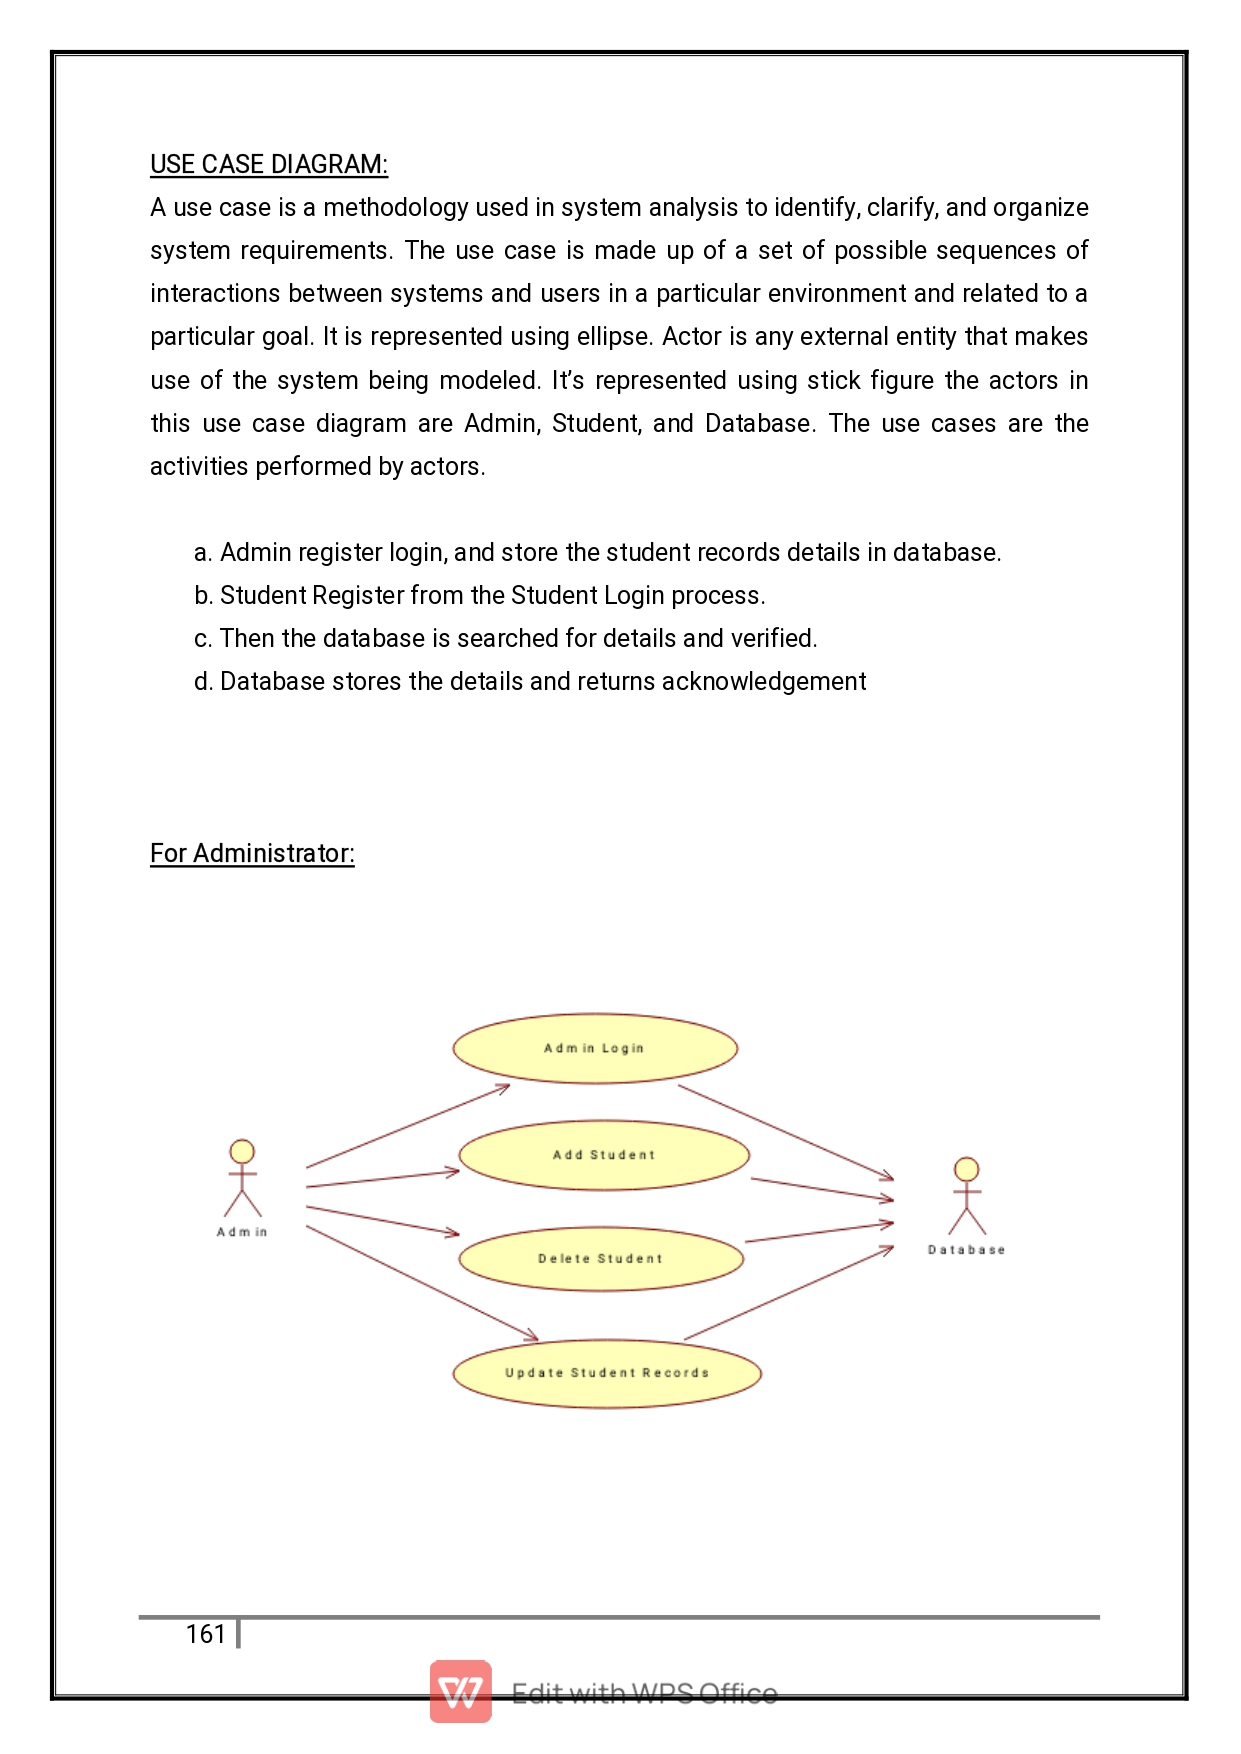 USE CASE DIAGRAM:
A use case is a methodology used in system analysis to identify, clarify, and organize
system requirements. The use case is made up of a set of possible sequences of
interactions between systems and users in a particular environment and related to a
particular goal. It is represented using ellipse. Actor is any external entity that makes
use of the system being modeled. It’s represented using stick figure the actors in
this use case diagram are Admin, Student, and Database. The use cases are the
activities performed by actors.
a. Admin register login, and store the student records details in database.
b. Student Register from the Student Login process.
c. Then the database is searched for details and verified.
d. Database stores the details and returns acknowledgement
For Administrator:
Admin Login
Add Student
Admin
Delete Student
Database
Update Student Records
161
Edit with WPS Office